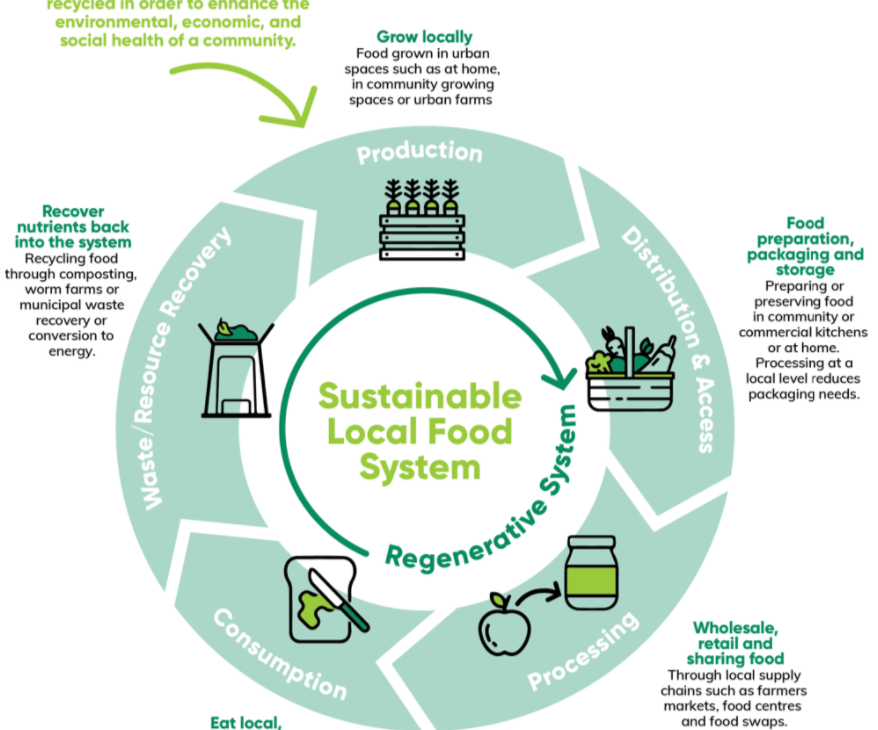 recycled in order to enhance the
environmental, economic, and
social health of a community.
Grow locally
Food grown in urban
spaces such as at home,
in community growing
spaces or urban farms
Production
Recover
nutrients back
into the system
Recycling food
through composting,
worm farms or
municipal waste
recovery or
conversion to
energy.
Waste/Resource Recovery
Distribution & Access
Food
preparation,
packaging and
storage
Preparing or
preserving food
in community or
commercial kitchens
or at home.
Processing at a
local level reduces
packaging needs.
Sustainable
Local Food
System
Regenerative System
Consumption
Processing
Wholesale,
retail and
sharing food
Through local supply
chains such as farmers
markets, food centres
and food swaps.
Eat local,